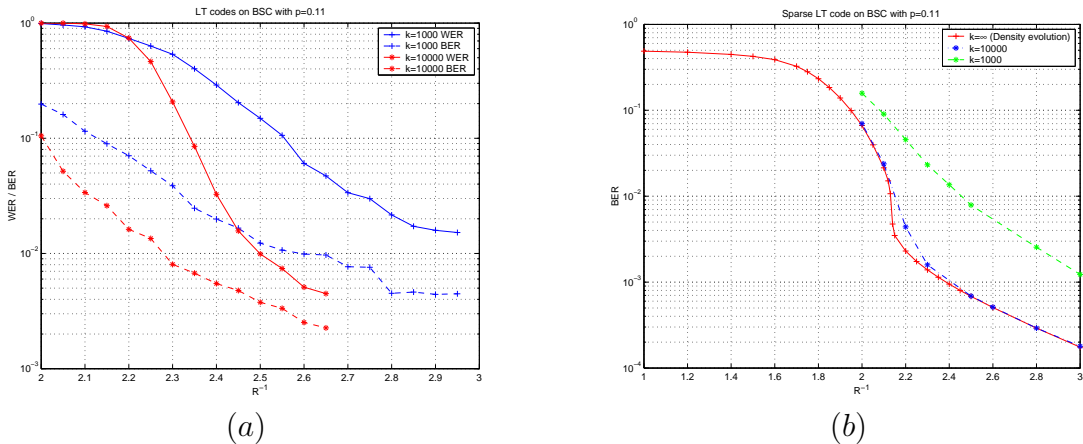 LT codes on BSC with p=0.11
k=1000 WER
k=1000 BER
k=10000 WER
k=10000 BER
WER / BER
10^0
10^-1
10^-2
10^-3
2 2.1 2.2 2.3 2.4 2.5 2.6 2.7 2.8 2.9 3
R^-1
(a)
Sparse LT code on BSC with p=0.11
k=∞ (Density evolution)
k=10000
k=1000
BER
10^0
10^-1
10^-2
10^-3
10^-4
1 1.2 1.4 1.6 1.8 2 2.2 2.4 2.6 2.8 3
R^-1
(b)